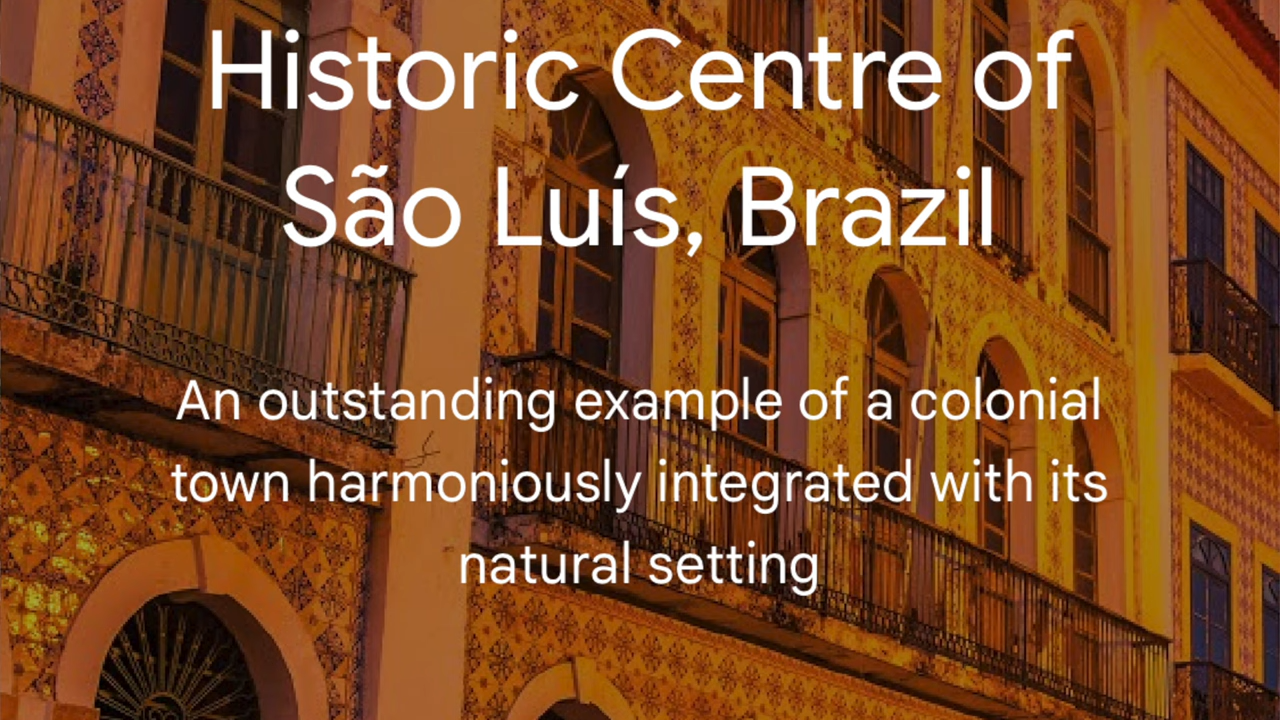 Historic Centre of
São Luís, Brazil
An outstanding example of a colonial
town harmoniously integrated with its
natural setting